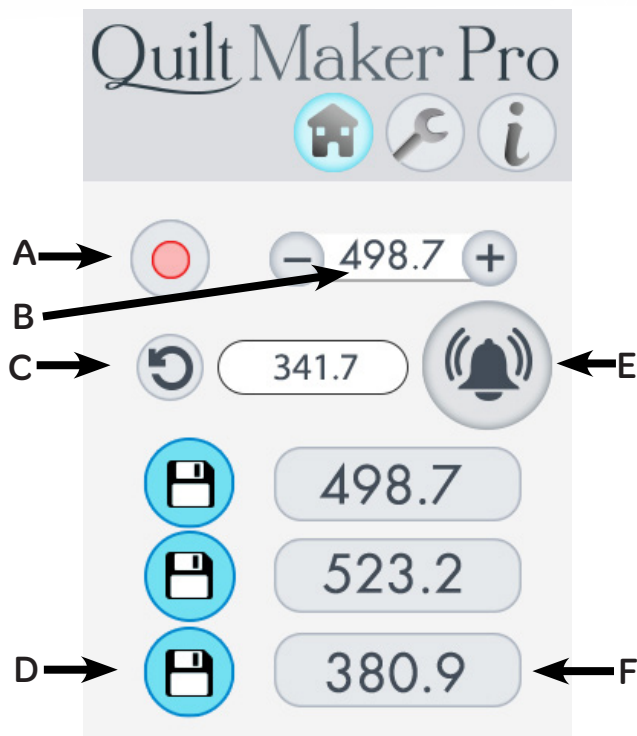 Quilt Maker Pro
i
A
− 498.7 +
B
C 341.7 E
498.7
523.2
D 380.9 F